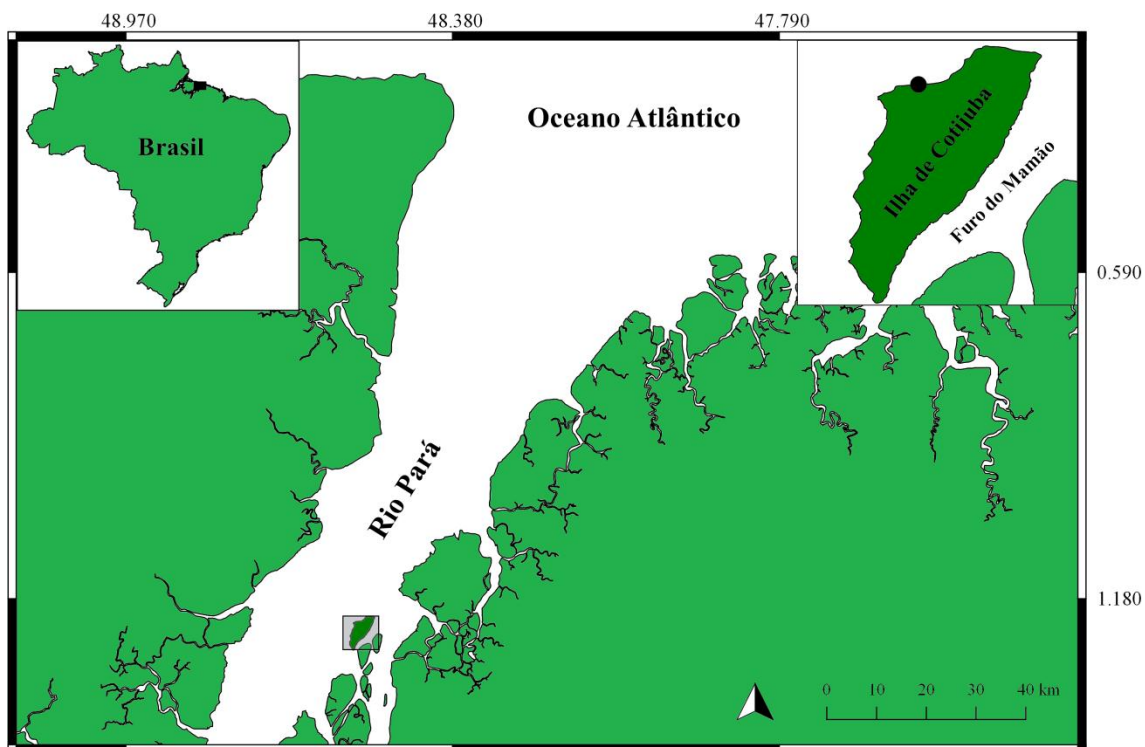 48.970
48.380
47.790
Brasil
Oceano Atlântico
Ilha de Cotijuba
Furo do Mamão
0.590
Rio Pará
1.180
0 10 20 30 40 km